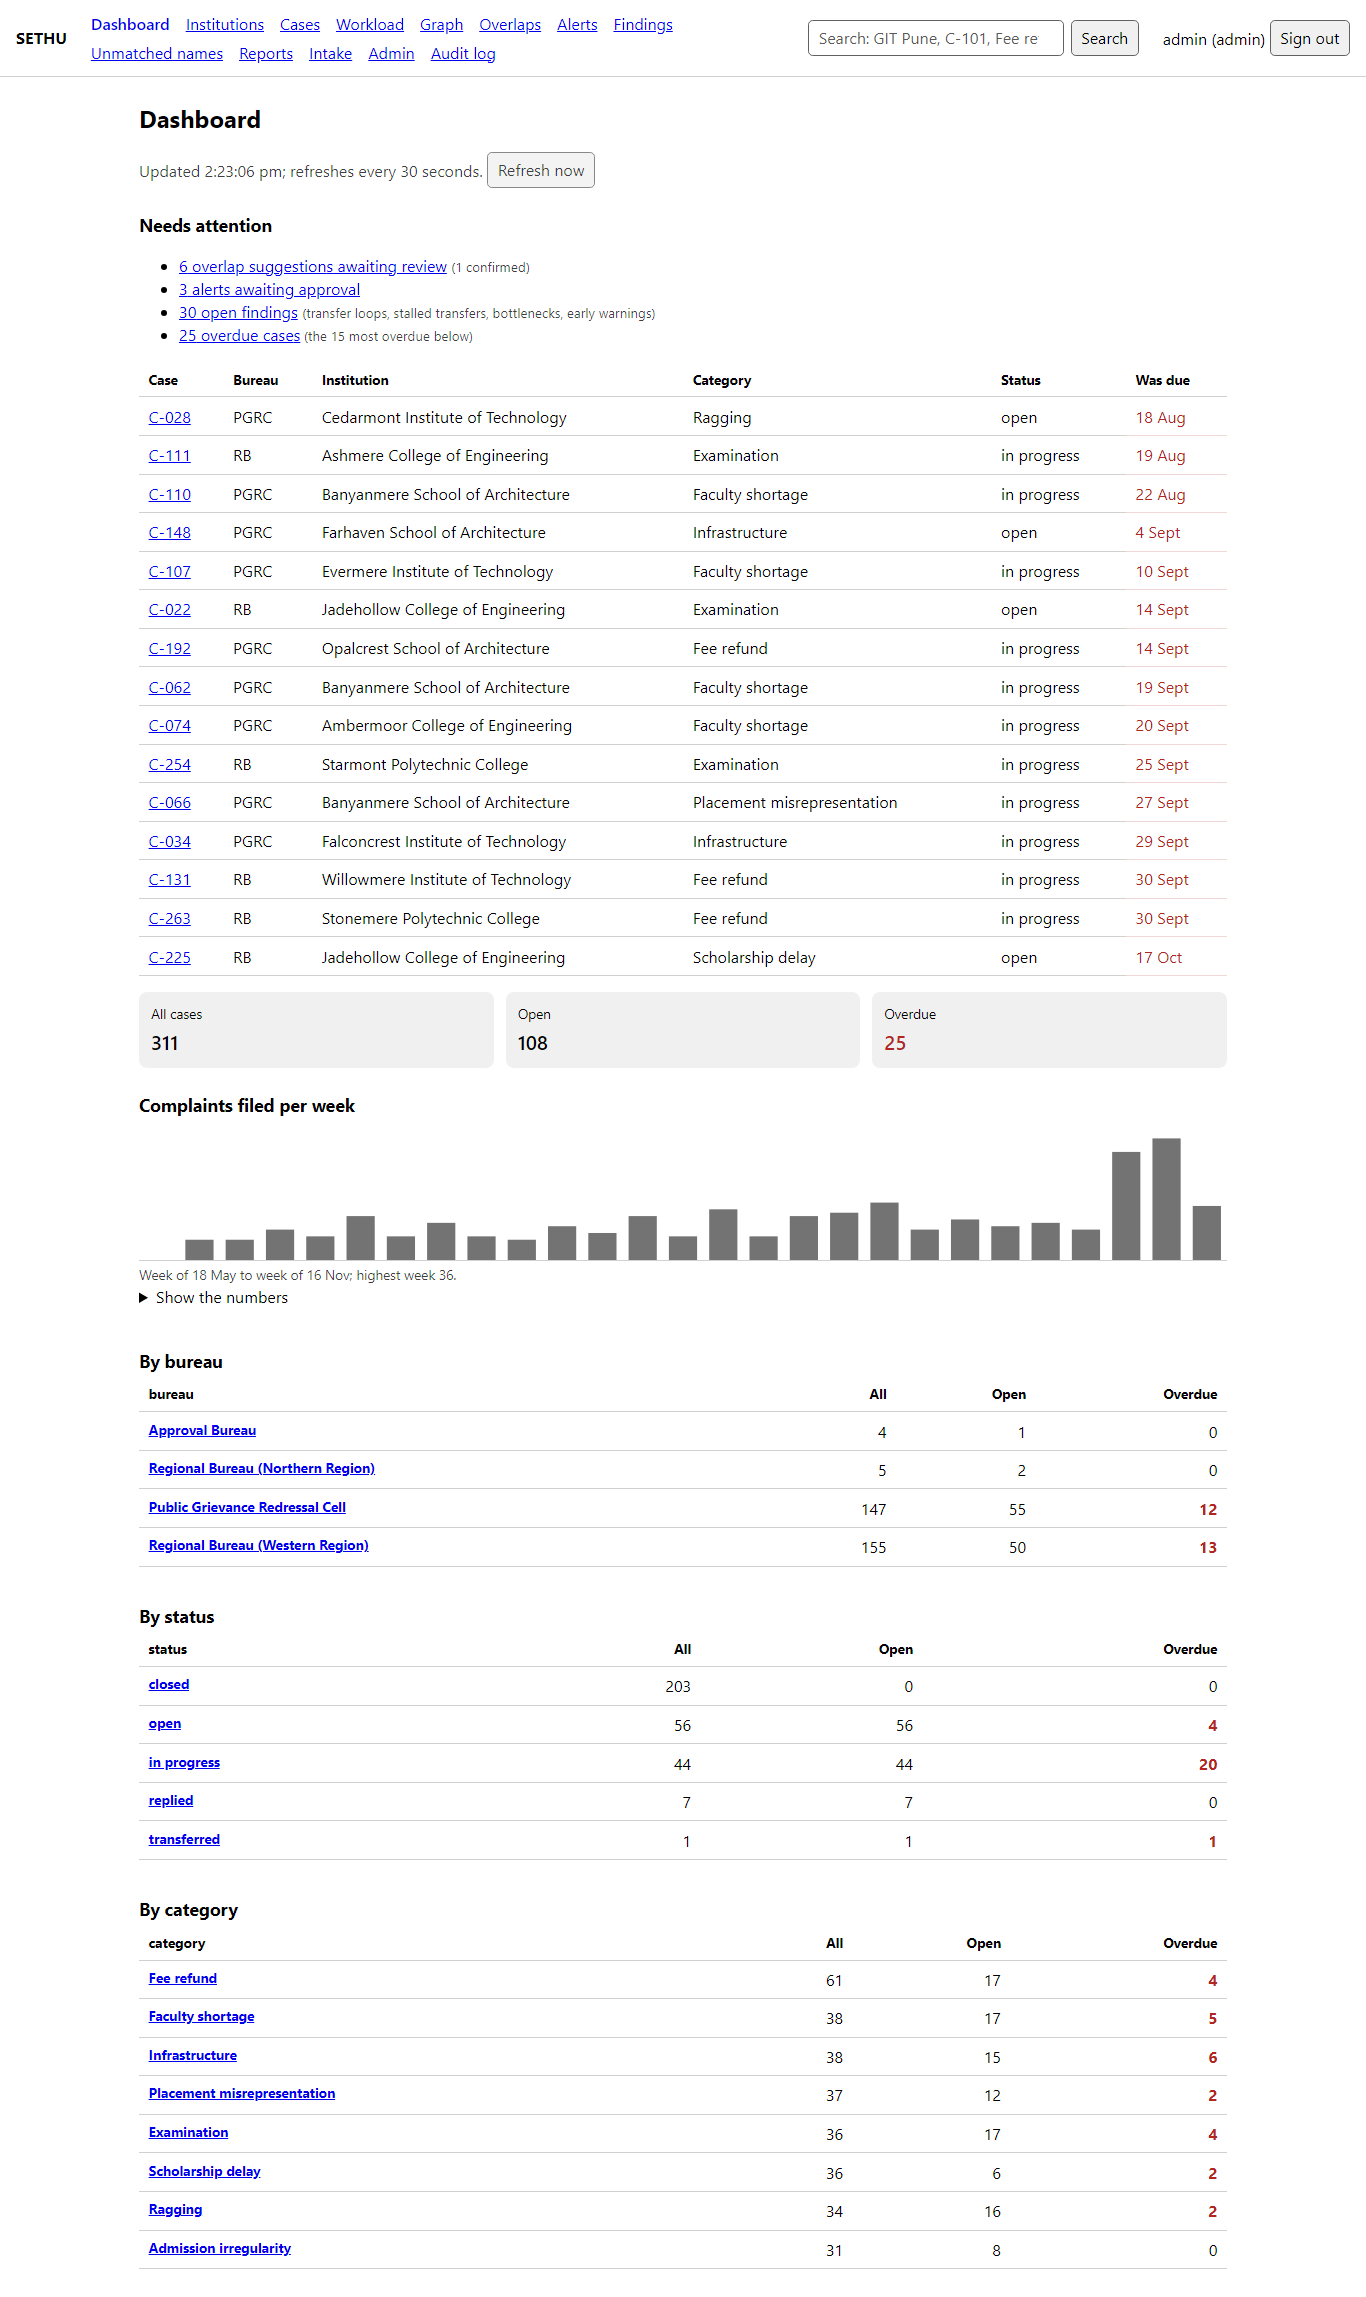 SETHU
Dashboard Institutions Cases Workload Graph Overlaps Alerts Findings
Unmatched names Reports Intake Admin Audit log
Search: GIT Pune, C-101, Fee re Search admin (admin) Sign out
Dashboard
Updated 2:23:06 pm; refreshes every 30 seconds. Refresh now
Needs attention
6 overlap suggestions awaiting review (1 confirmed)
3 alerts awaiting approval
30 open findings (transfer loops, stalled transfers, bottlenecks, early warnings)
25 overdue cases (the 15 most overdue below)
Case Bureau Institution Category Status Was due
C-028 PGRC Cedarmont Institute of Technology Ragging open 18 Aug
C-111 RB Ashmere College of Engineering Examination in progress 19 Aug
C-110 PGRC Banyanmere School of Architecture Faculty shortage in progress 22 Aug
C-148 PGRC Farhaven School of Architecture Infrastructure open 4 Sept
C-107 PGRC Evermere Institute of Technology Faculty shortage in progress 10 Sept
C-022 RB Jadehollow College of Engineering Examination open 14 Sept
C-192 PGRC Opalcrest School of Architecture Fee refund in progress 14 Sept
C-062 PGRC Banyanmere School of Architecture Faculty shortage in progress 19 Sept
C-074 PGRC Ambermoor College of Engineering Faculty shortage in progress 20 Sept
C-254 RB Starmont Polytechnic College Examination in progress 25 Sept
C-066 PGRC Banyanmere School of Architecture Placement misrepresentation in progress 27 Sept
C-034 PGRC Falconcrest Institute of Technology Infrastructure in progress 29 Sept
C-131 RB Willowmere Institute of Technology Fee refund in progress 30 Sept
C-263 RB Stonemere Polytechnic College Fee refund in progress 30 Sept
C-225 RB Jadehollow College of Engineering Scholarship delay open 17 Oct
All cases Open Overdue
311 108 25
Complaints filed per week
Week of 18 May to week of 16 Nov; highest week 36.
Show the numbers
By bureau
bureau All Open Overdue
Approval Bureau 4 1 0
Regional Bureau (Northern Region) 5 2 0
Public Grievance Redressal Cell 147 55 12
Regional Bureau (Western Region) 155 50 13
By status
status All Open Overdue
closed 203 0 0
open 56 56 4
in progress 44 44 20
replied 7 7 0
transferred 1 1 1
By category
category All Open Overdue
Fee refund 61 17 4
Faculty shortage 38 17 5
Infrastructure 38 15 6
Placement misrepresentation 37 12 2
Examination 36 17 4
Scholarship delay 36 6 2
Ragging 34 16 2
Admission irregularity 31 8 0